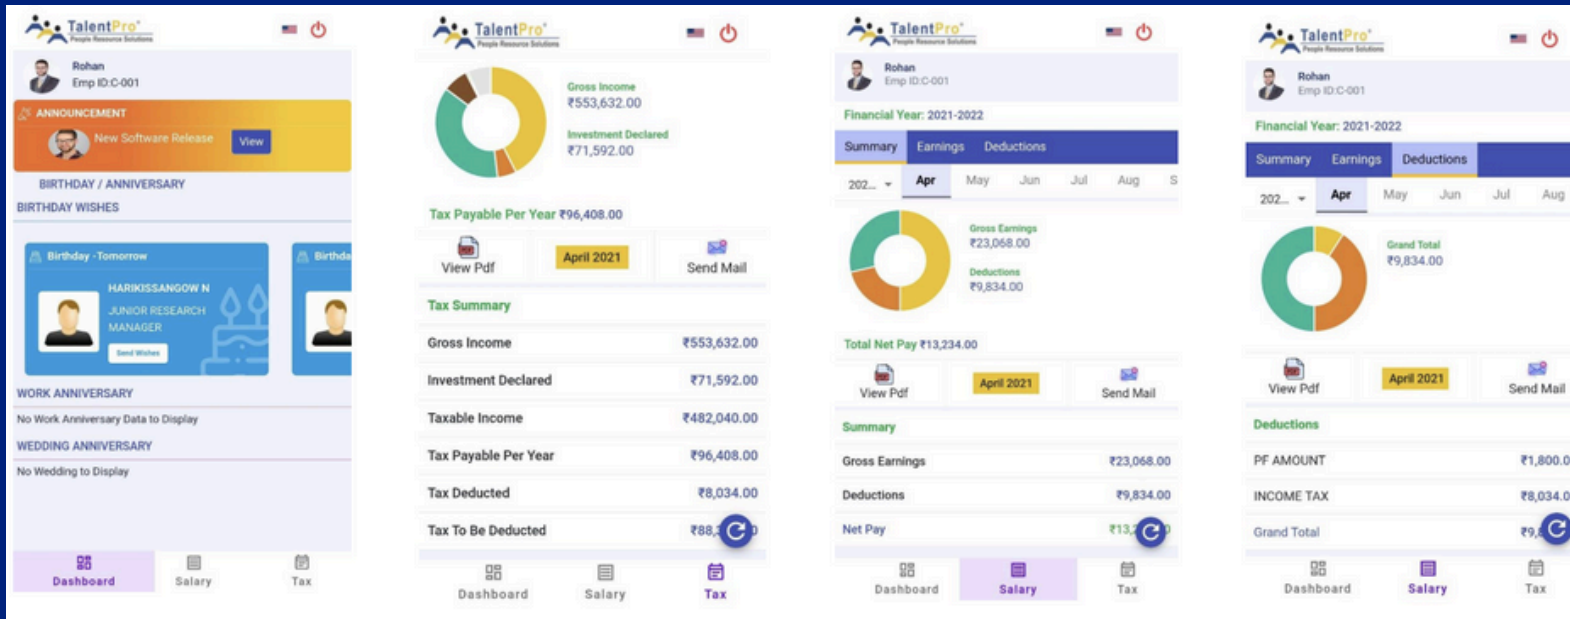 TalentPro
People Resource Solutions
Rohan
Emp ID:C-001
ANNOUNCEMENT
New Software Release
View
BIRTHDAY / ANNIVERSARY
BIRTHDAY WISHES
Birthday -Tomorrow
HARIKISSANGOW N
JUNIOR RESEARCH
MANAGER
Send Wishes
Birthda
WORK ANNIVERSARY
No Work Anniversary Data to Display
WEDDING ANNIVERSARY
No Wedding to Display
Dashboard
Salary
Tax
TalentPro
People Resource Solutions
Gross Income
₹553,632.00
Investment Declared
₹71,592.00
Tax Payable Per Year ₹96,408.00
View Pdf
April 2021
Send Mail
Tax Summary
Gross Income ₹553,632.00
Investment Declared ₹71,592.00
Taxable Income ₹482,040.00
Tax Payable Per Year ₹96,408.00
Tax Deducted ₹8,034.00
Tax To Be Deducted ₹88,
Dashboard
Salary
Tax
TalentPro
People Resource Solutions
Rohan
Emp ID:C-001
Financial Year: 2021-2022
Summary Earnings Deductions
202... Apr May Jun Jul Aug S
Gross Earnings
₹23,068.00
Deductions
₹9,834.00
Total Net Pay ₹13,234.00
View Pdf
April 2021
Send Mail
Summary
Gross Earnings ₹23,068.00
Deductions ₹9,834.00
Net Pay ₹13,
Dashboard
Salary
Tax
TalentPro
People Resource Solutions
Rohan
Emp ID:C-001
Financial Year: 2021-2022
Summary Earnings Deductions
202... Apr May Jun Jul Aug
Grand Total
₹9,834.00
View Pdf
April 2021
Send Mail
Deductions
PF AMOUNT ₹1,800.0
INCOME TAX ₹8,034.0
Grand Total ₹9,
Dashboard
Salary
Tax